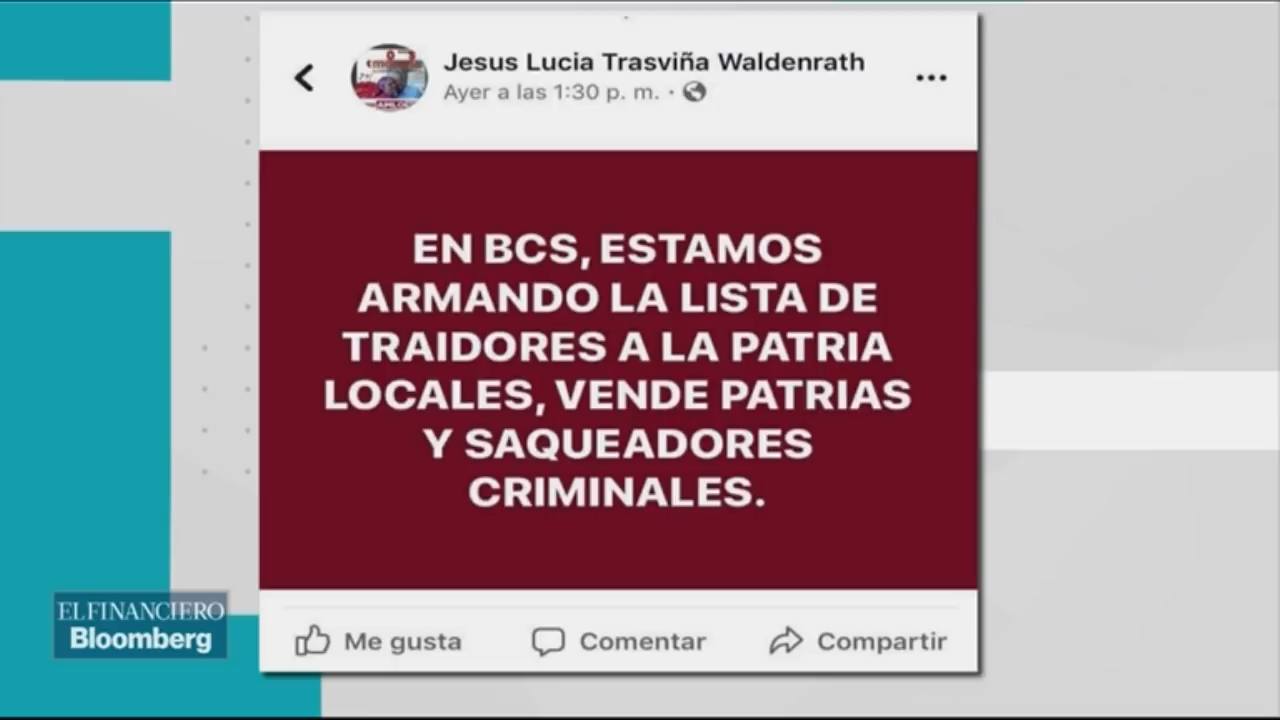 Jesus Lucia Trasviña Waldenrath
Ayer a las 1:30 p. m. ·
EN BCS, ESTAMOS
ARMANDO LA LISTA DE
TRAIDORES A LA PATRIA
LOCALES, VENDE PATRIAS
Y SAQUEADORES
CRIMINALES.
Me gusta Comentar Compartir
EL FINANCIERO
Bloomberg